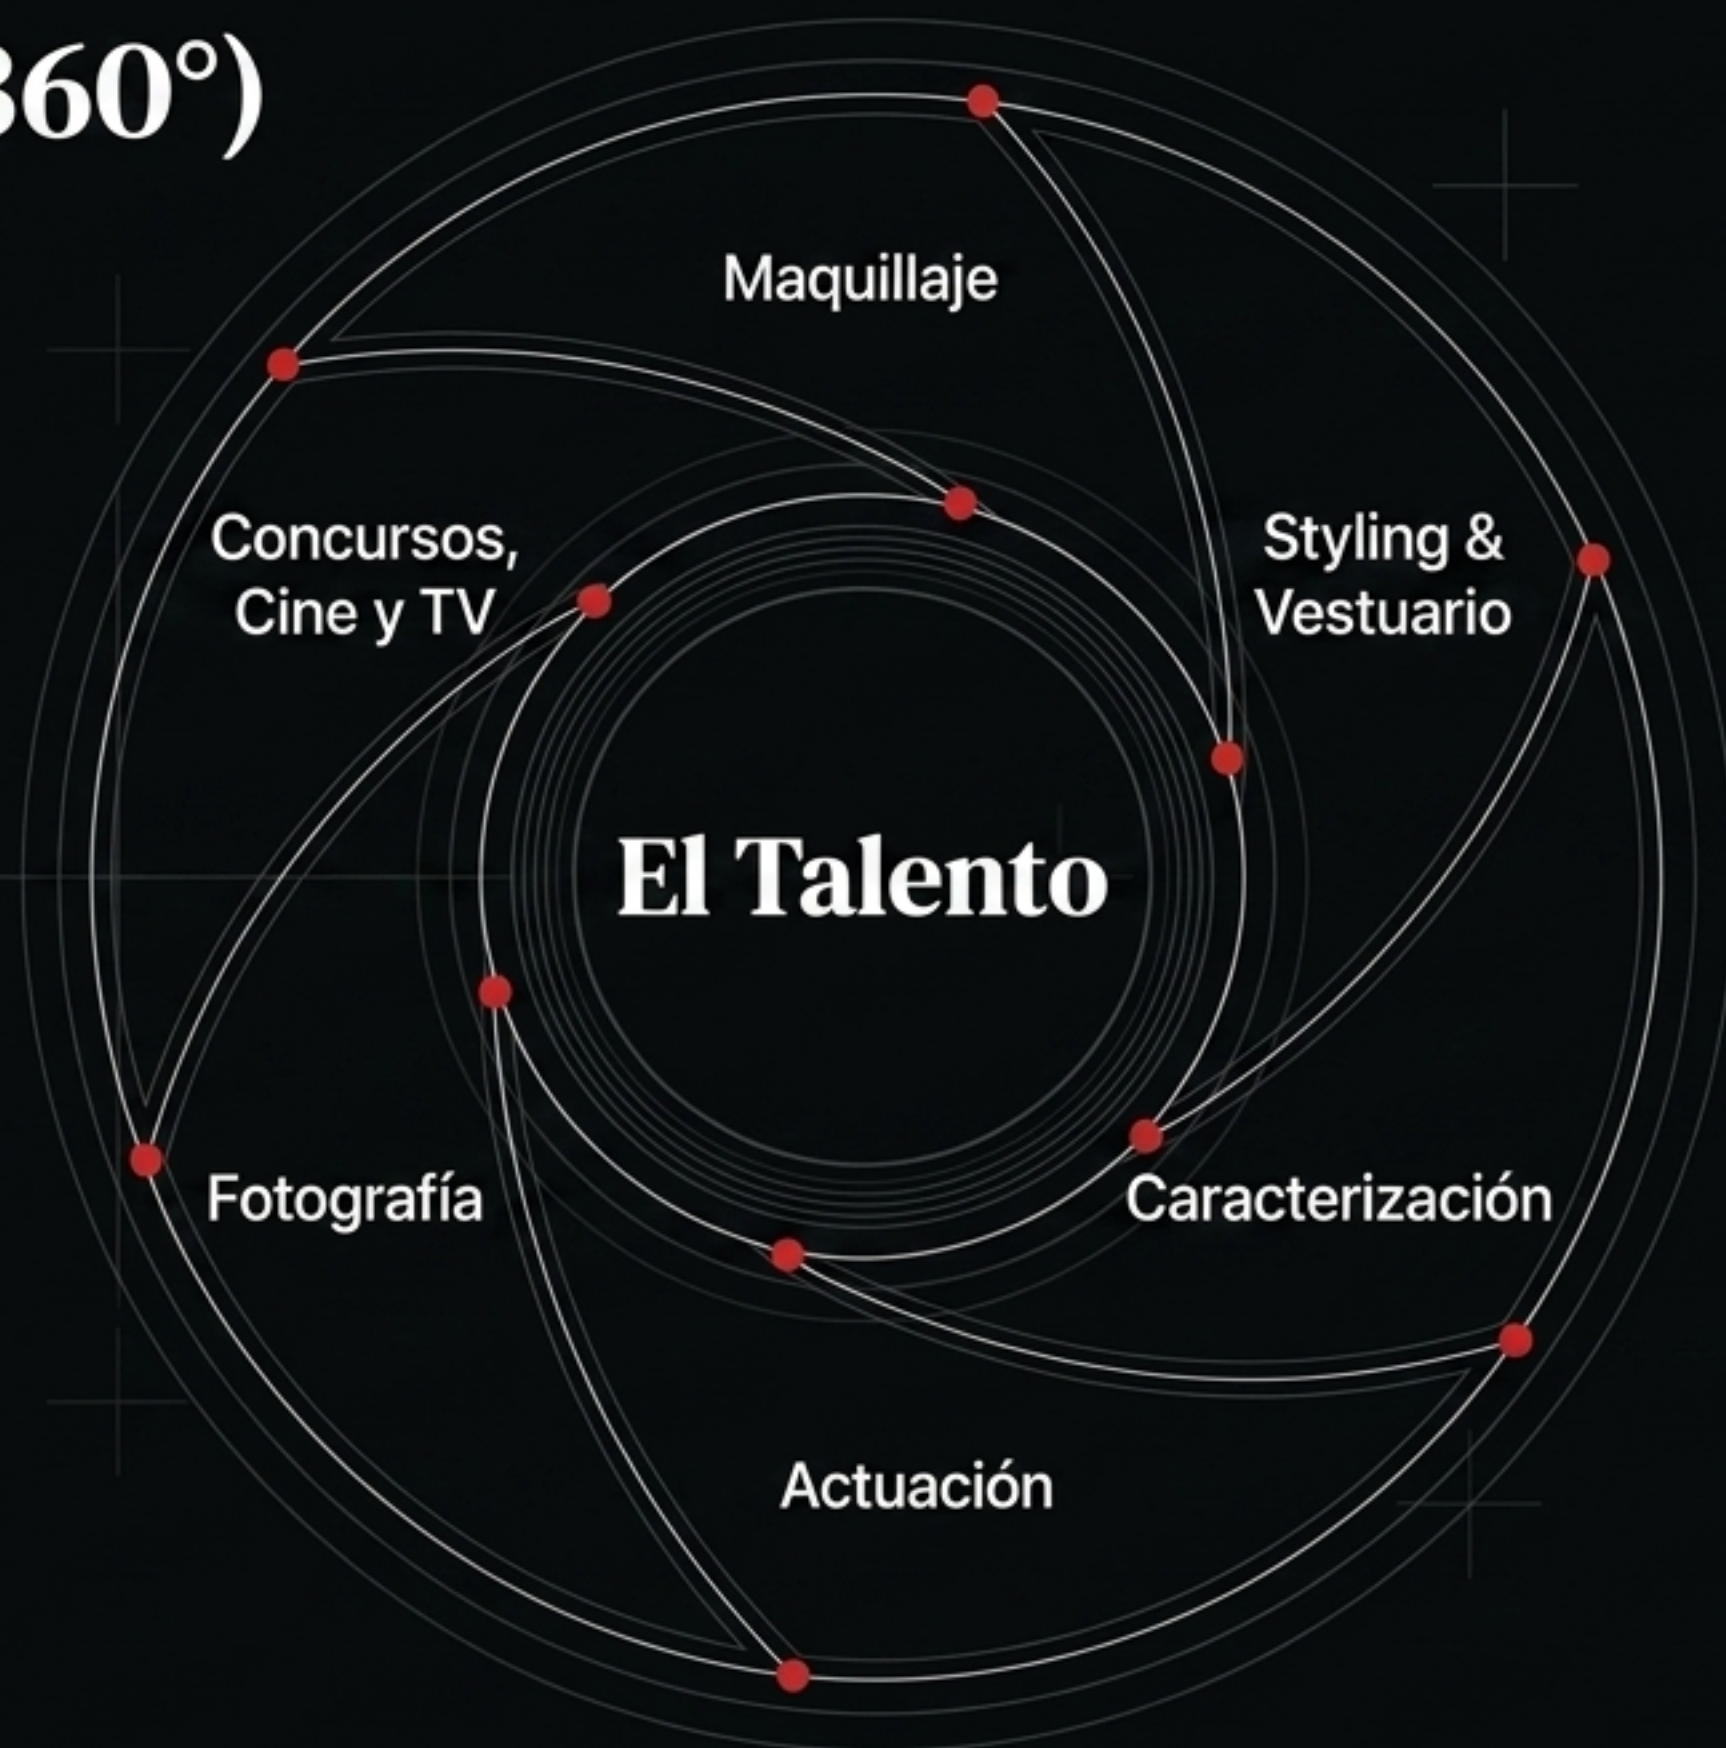 360°)
Maquillaje
Concursos,
Cine y TV
Styling &
Vestuario
El Talento
Fotografía
Caracterización
Actuación